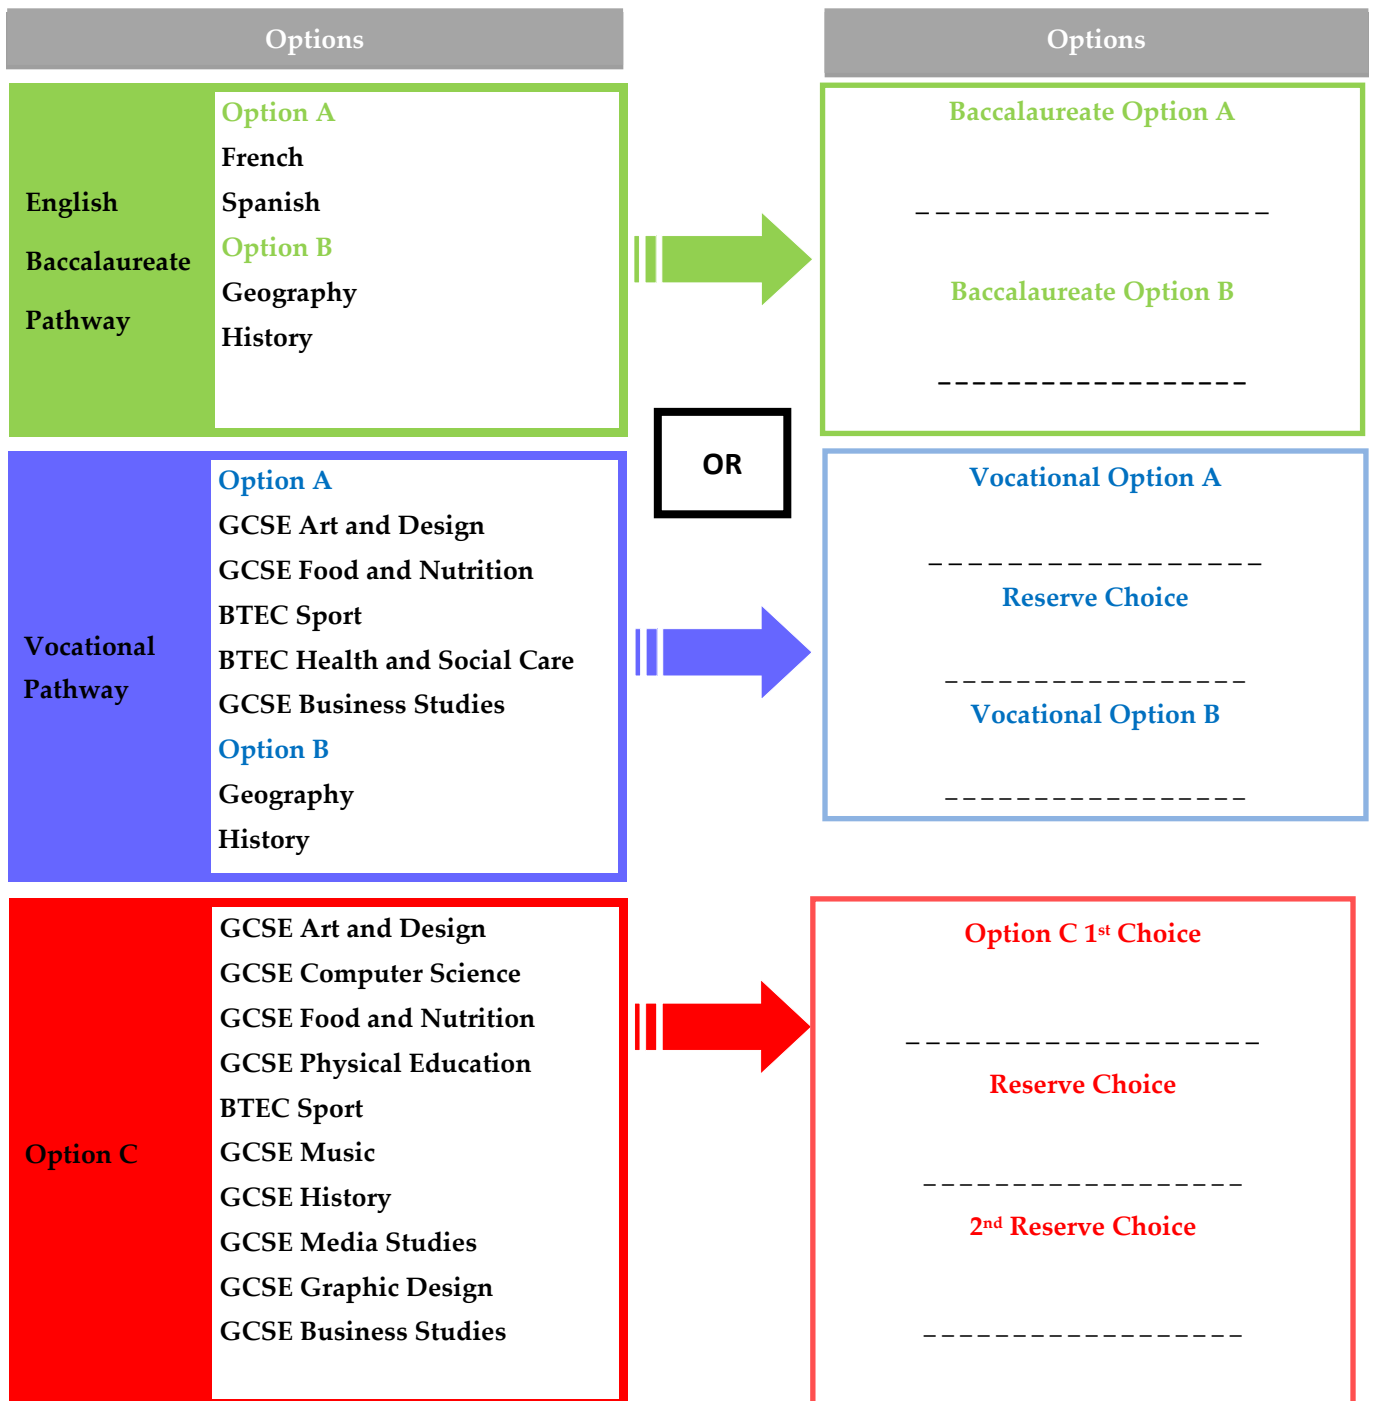 Options
Options
English
Baccalaureate
Pathway
Option A
French
Spanish
Option B
Geography
History
Baccalaureate Option A
_ _ _ _ _ _ _ _ _ _ _ _ _ _ _ _ _ _
Baccalaureate Option B
_ _ _ _ _ _ _ _ _ _ _ _ _ _ _ _ _ _
OR
Vocational
Pathway
Option A
GCSE Art and Design
GCSE Food and Nutrition
BTEC Sport
BTEC Health and Social Care
GCSE Business Studies
Option B
Geography
History
Vocational Option A
_ _ _ _ _ _ _ _ _ _ _ _ _ _ _ _ _
Reserve Choice
_ _ _ _ _ _ _ _ _ _ _ _ _ _ _ _ _
Vocational Option B
_ _ _ _ _ _ _ _ _ _ _ _ _ _ _ _ _
Option C
GCSE Art and Design
GCSE Computer Science
GCSE Food and Nutrition
GCSE Physical Education
BTEC Sport
GCSE Music
GCSE History
GCSE Media Studies
GCSE Graphic Design
GCSE Business Studies
Option C 1st Choice
_ _ _ _ _ _ _ _ _ _ _ _ _ _ _ _ _ _
Reserve Choice
_ _ _ _ _ _ _ _ _ _ _ _ _ _ _ _ _ _
2nd Reserve Choice
_ _ _ _ _ _ _ _ _ _ _ _ _ _ _ _ _ _